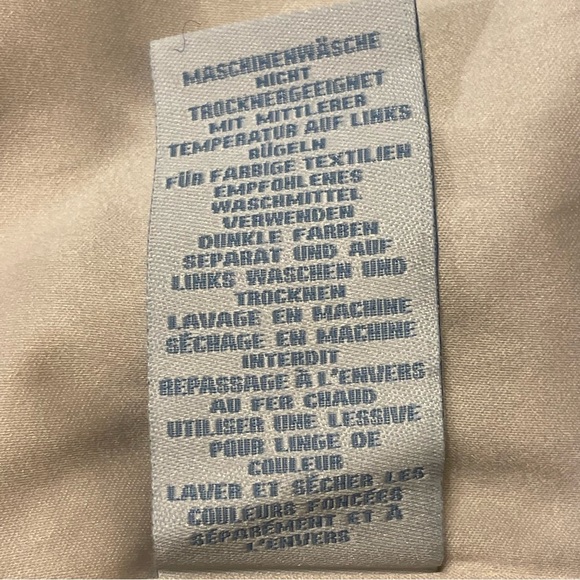 MASCHINENWÄSCHE
NICHT
TROCKNERGEEIGNET
MIT MITTLERER
TEMPERATUR AUF LINKS
BÜGELN
FÜR FARBIGE TEXTILIEN
EMPFOHLENES
WASCHMITTEL
VERWENDEN
DUNKLE FARBEN
SEPARAT UND AUF
LINKS WASCHEN UND
TROCKNEN
LAVAGE EN MACHINE
SÉCHAGE EN MACHINE
INTERDIT
REPASSAGE À L'ENVERS
AU FER CHAUD
UTILISER UNE LESSIVE
POUR LINGE DE
COULEUR
LAVER ET SÉCHER LES
COULEURS FONCÉES
SÉPARÉMENT ET À
L'ENVERS